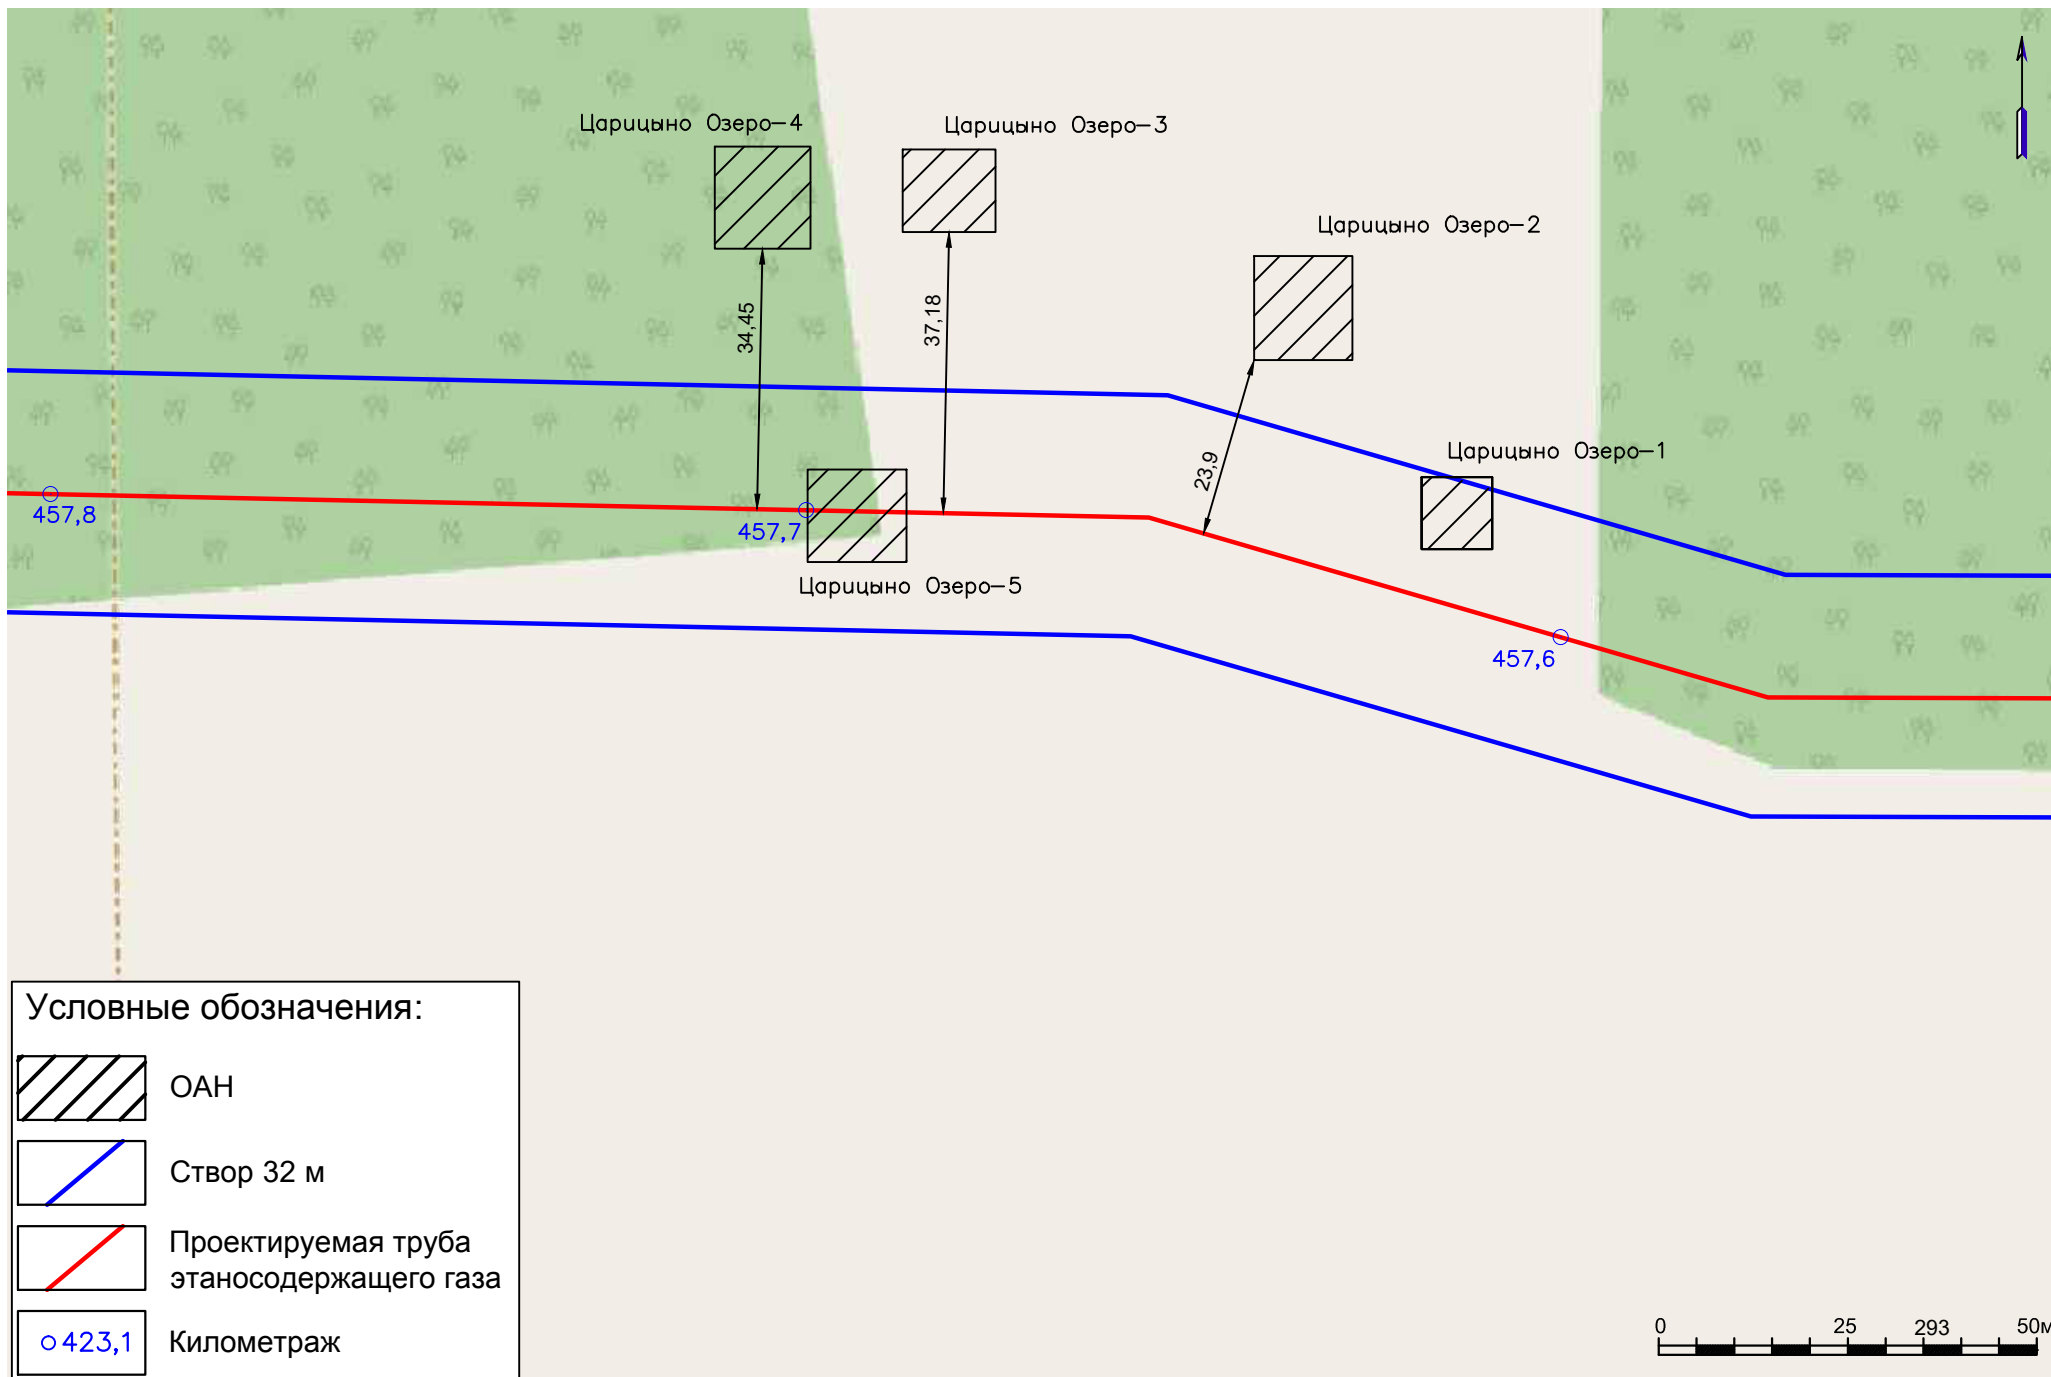 Царицыно Озеро-4
Царицыно Озеро-3
Царицыно Озеро-2
34,45
37,18
23,9
Царицыно Озеро-1
457,8
457,7
Царицыно Озеро-5
457,6
Условные обозначения:
ОАН
Створ 32 м
Проектируемая труба
этаносодержащего газа
423,1 Километраж
0 25 293 50м